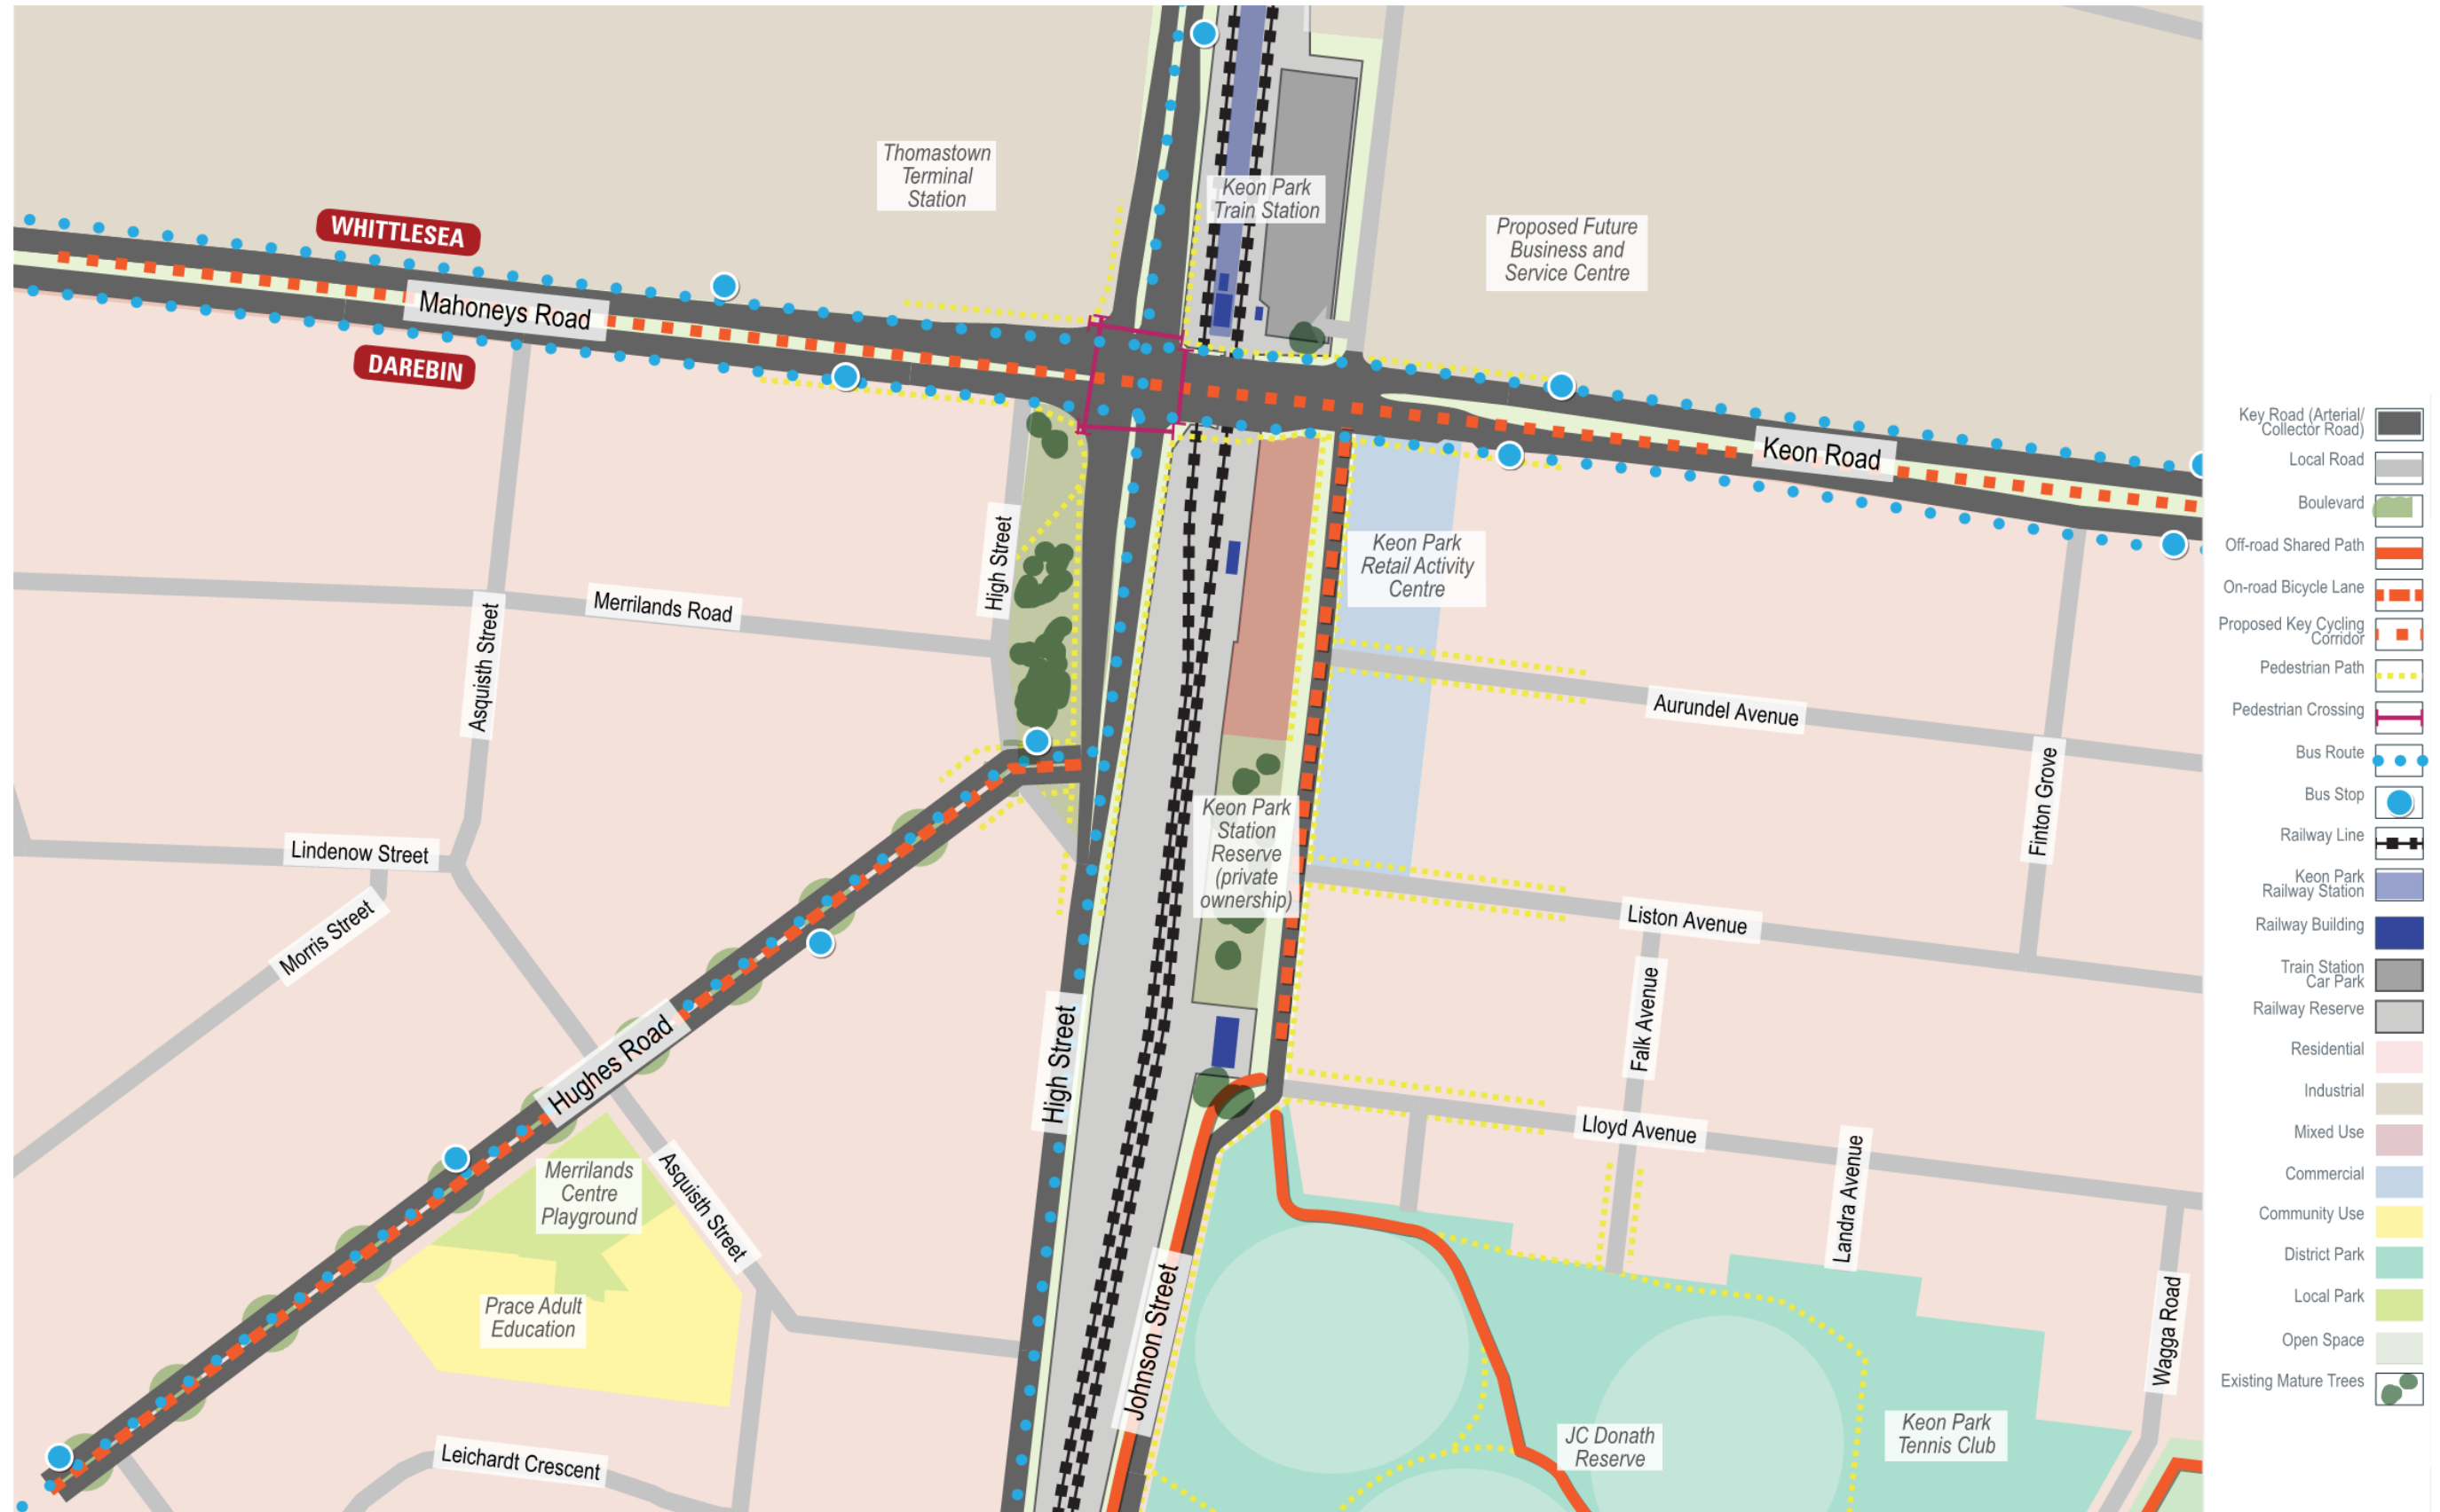 Thomastown
Terminal
Station
Keon Park
Train Station
WHITTLESEA
Proposed Future
Business and
Service Centre
Mahoneys Road
DAREBIN
Keon Road
High Street
Keon Park
Retail Activity
Centre
Merrilands Road
Asquisth Street
Aurundel Avenue
Finton Grove
Keon Park
Station
Reserve
(private
ownership)
Lindenow Street
Morris Street
Liston Avenue
Falk Avenue
Hughes Road
High Street
Lloyd Avenue
Landra Avenue
Merrilands
Centre
Playground
Asquisth Street
Prace Adult
Education
Johnson Street
Wagga Road
Leichardt Crescent
JC Donath
Reserve
Keon Park
Tennis Club
Key Road (Arterial/
Collector Road)
Local Road
Boulevard
Off-road Shared Path
On-road Bicycle Lane
Proposed Key Cycling
Corridor
Pedestrian Path
Pedestrian Crossing
Bus Route
Bus Stop
Railway Line
Keon Park
Railway Station
Railway Building
Train Station
Car Park
Railway Reserve
Residential
Industrial
Mixed Use
Commercial
Community Use
District Park
Local Park
Open Space
Existing Mature Trees